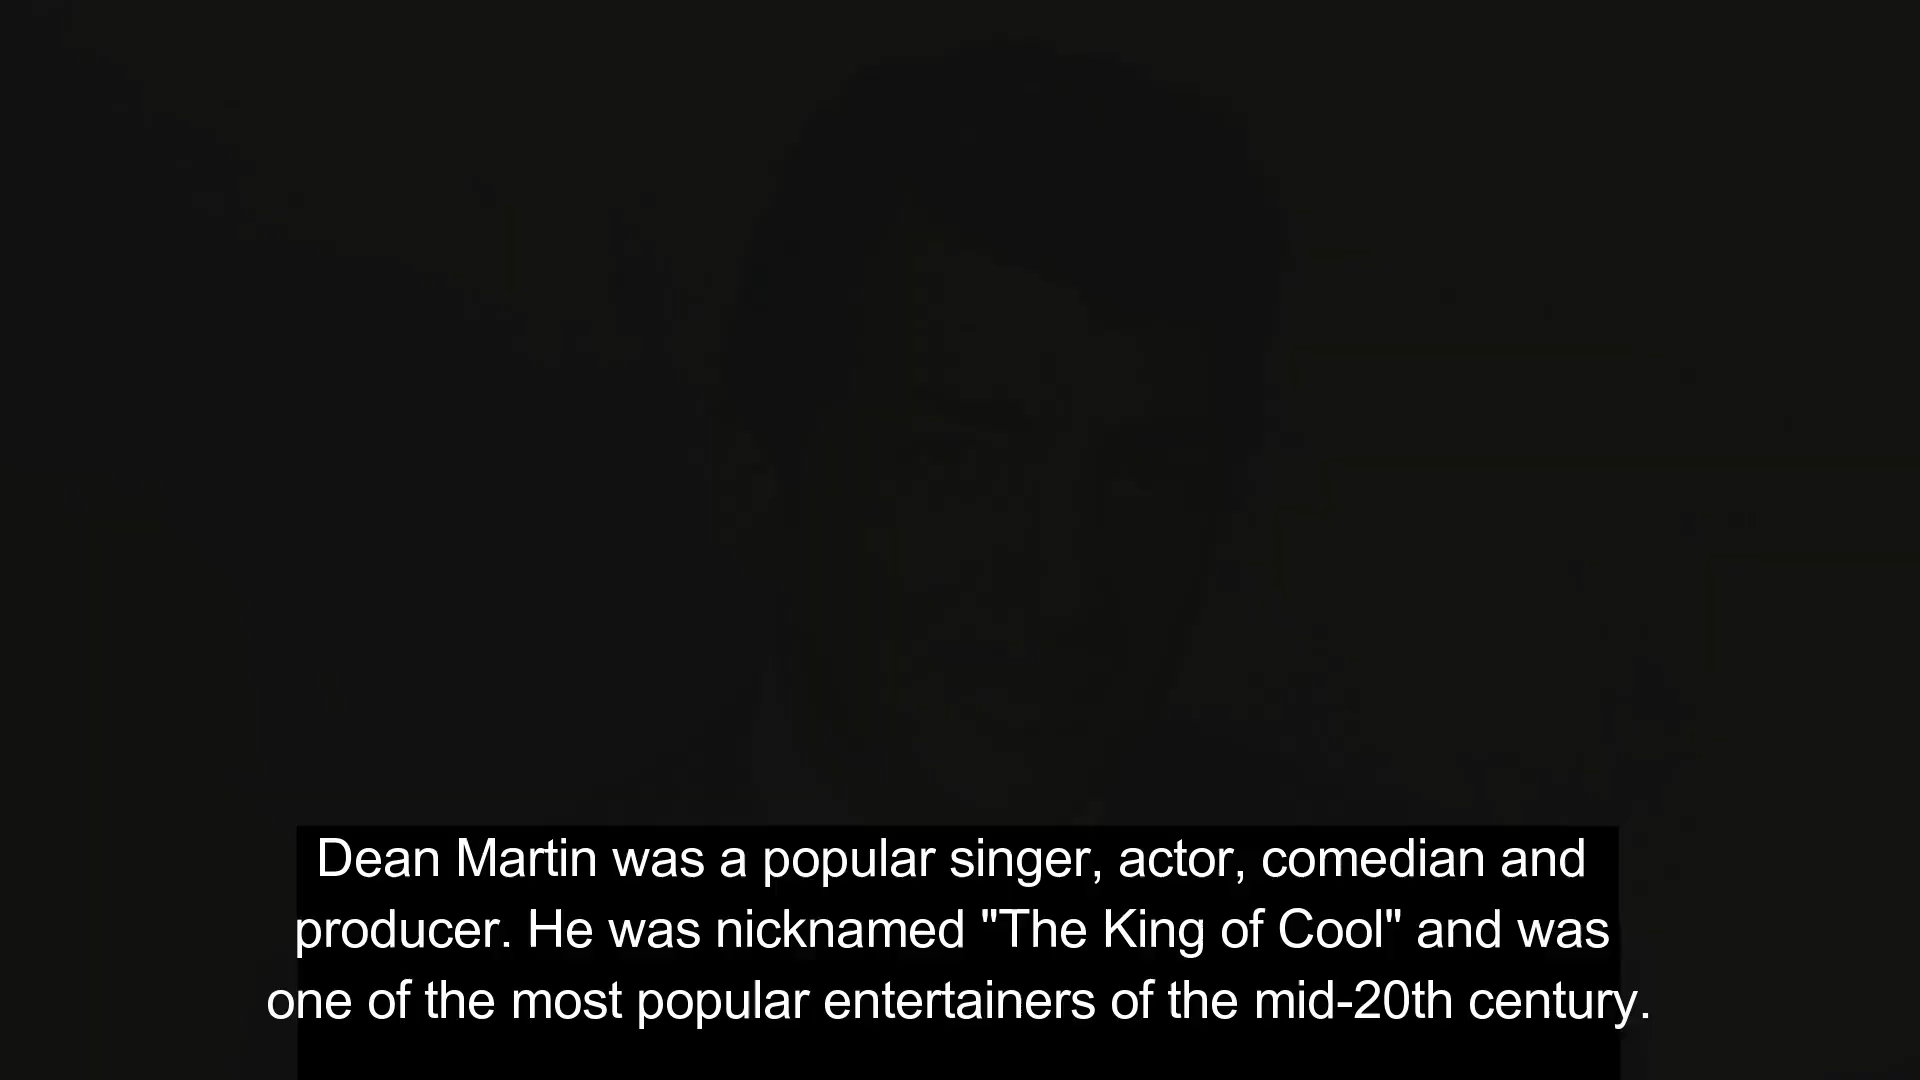 Dean Martin was a popular singer, actor, comedian and
producer. He was nicknamed "The King of Cool" and was
one of the most popular entertainers of the mid-20th century.